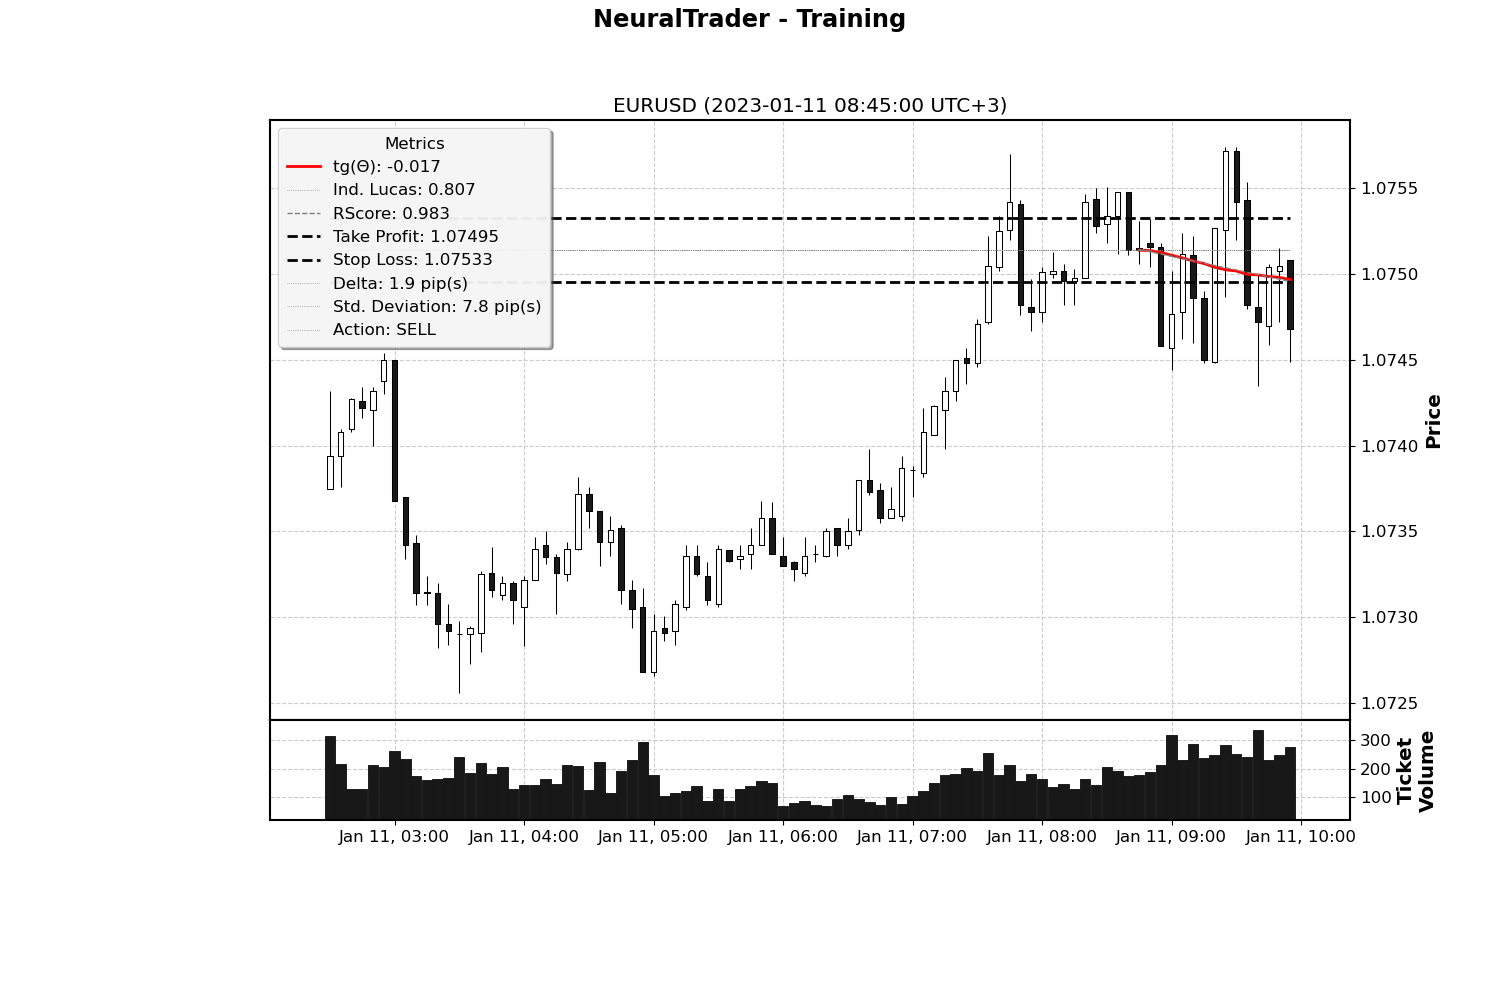 NeuralTrader - Training
EURUSD (2023-01-11 08:45:00 UTC+3)
Metrics
tg(Θ): -0.017
Ind. Lucas: 0.807
RScore: 0.983
Take Profit: 1.07495
Stop Loss: 1.07533
Delta: 1.9 pip(s)
Std. Deviation: 7.8 pip(s)
Action: SELL
1.0755
1.0750
1.0745
1.0740
1.0735
1.0730
1.0725
Price
300
200
100
Ticket
Volume
Jan 11, 03:00
Jan 11, 04:00
Jan 11, 05:00
Jan 11, 06:00
Jan 11, 07:00
Jan 11, 08:00
Jan 11, 09:00
Jan 11, 10:00